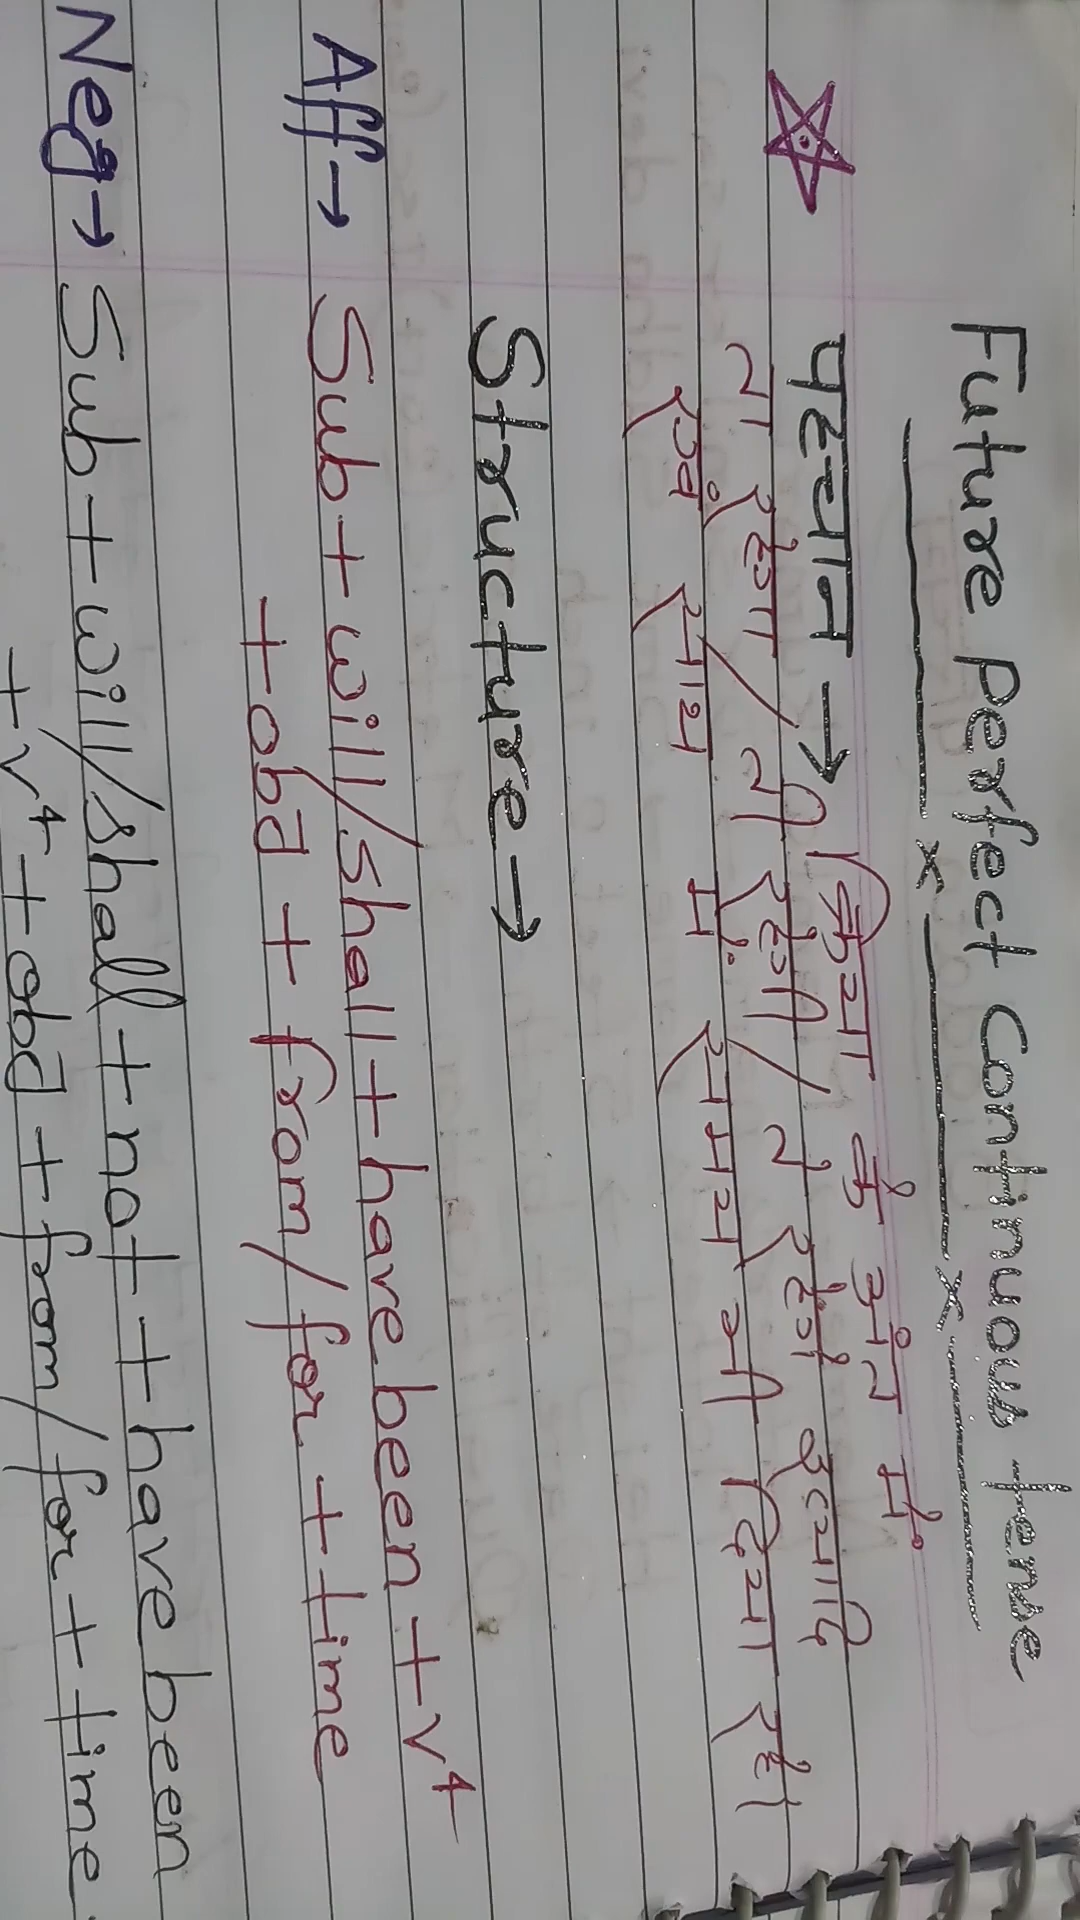 Future Perfect Continuous tense
पहचान → क्रिया के अंत में
ता रहेगा / ती रहेगी / ते रहेंगे इत्यादि
एवं साथ में समय भी दिया रहे।
Structure →
Aff → Sub + will/shall + have been + v4
+ obj + from/for + time
Neg → Sub + will/shall + not + have been
+ v4 + obj + from/for + time.